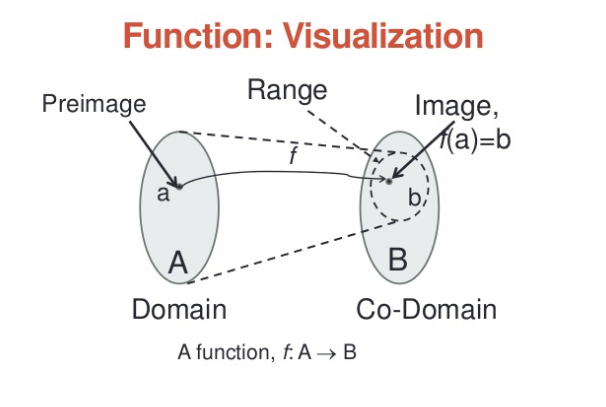 Function: Visualization
Preimage
Range
Image,
f(a)=b
f
a
b
A
B
Domain
Co-Domain
A function, f: A → B